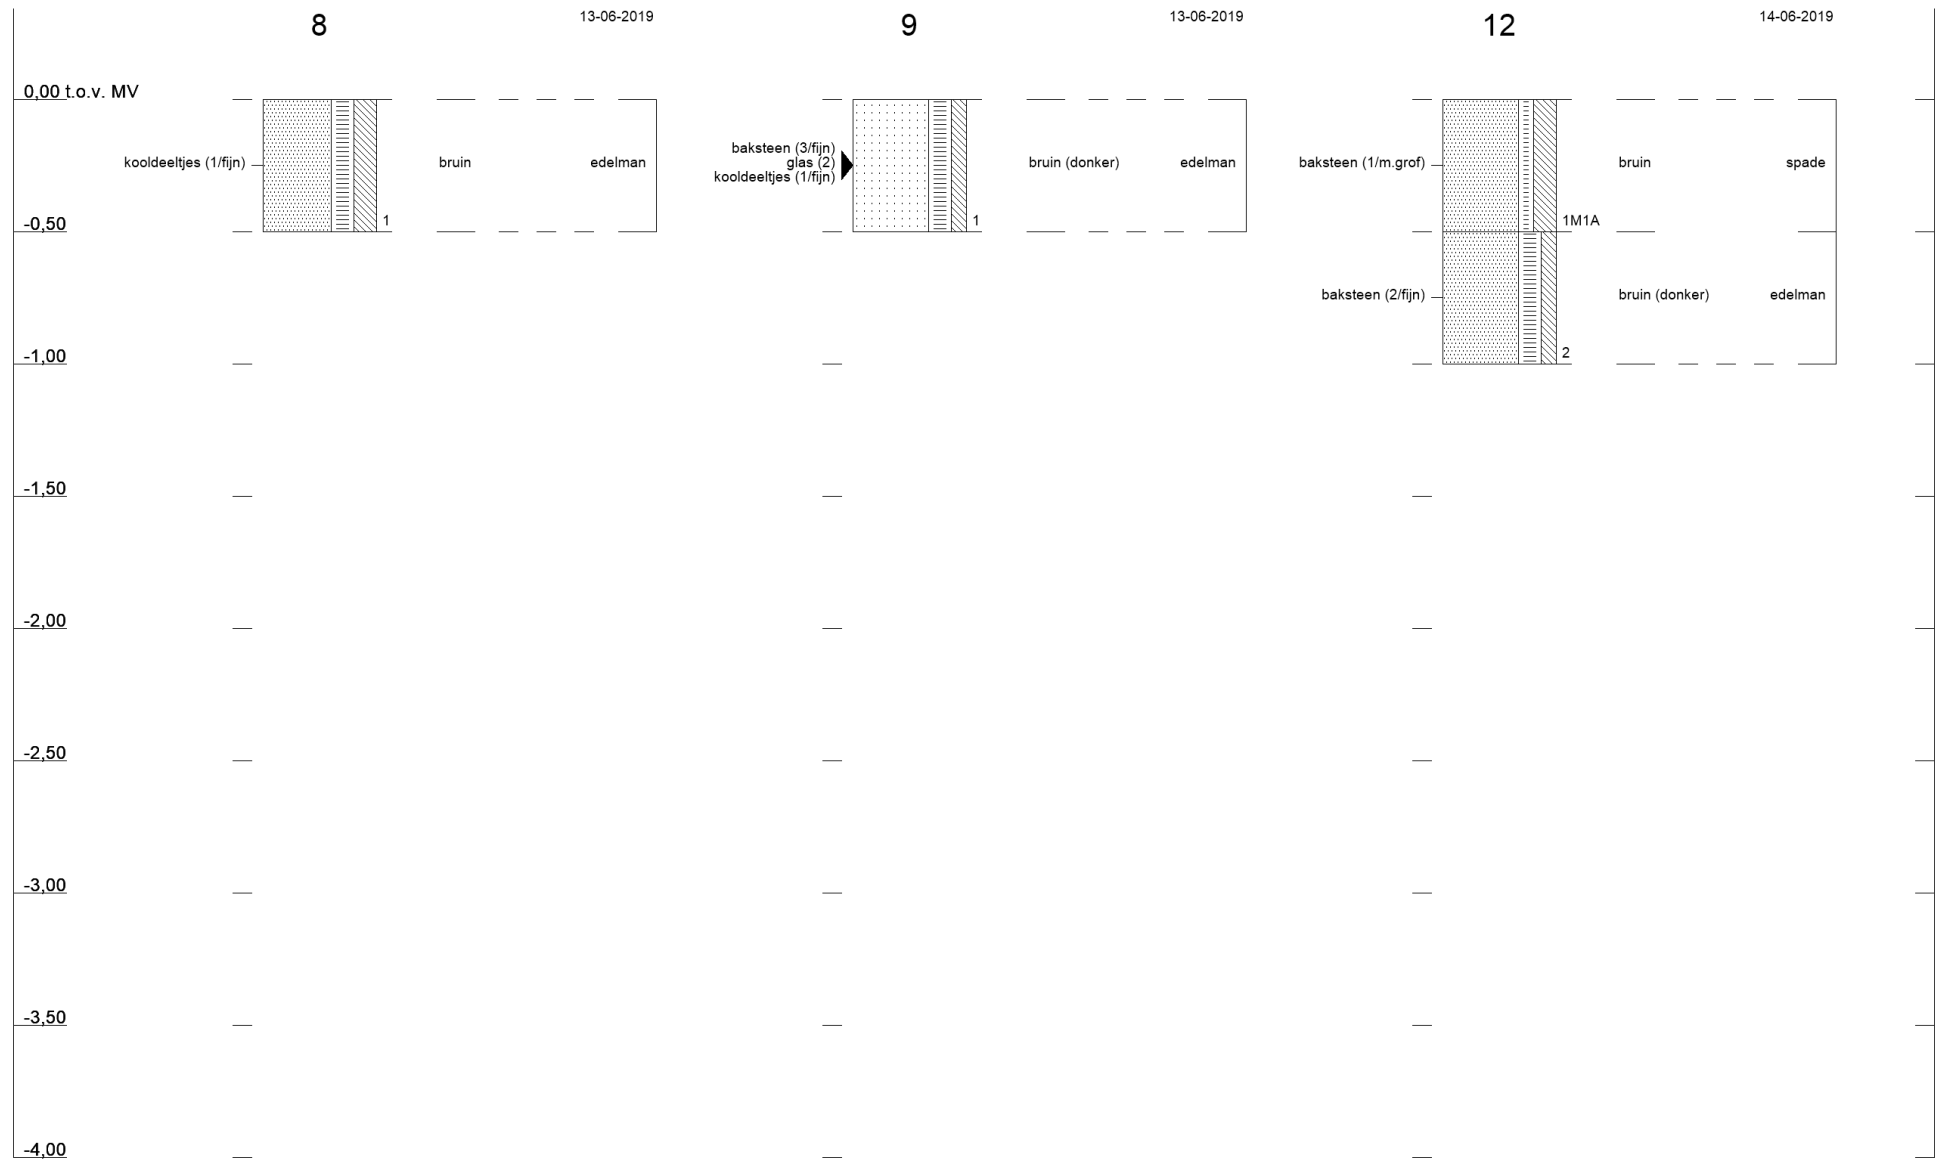 8
13-06-2019
9
13-06-2019
12
14-06-2019
0,00 t.o.v. MV
kooldeeltjes (1/fijn)
bruin
edelman
1
baksteen (3/fijn)
glas (2)
kooldeeltjes (1/fijn)
bruin (donker)
edelman
1
baksteen (1/m.grof)
bruin
spade
1M1A
-0,50
baksteen (2/fijn)
bruin (donker)
edelman
2
-1,00
-1,50
-2,00
-2,50
-3,00
-3,50
-4,00